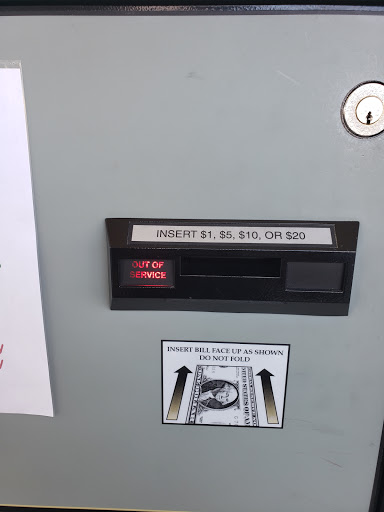 INSERT $1, $5, $10, OR $20
OUT OF
SERVICE
INSERT BILL FACE UP AS SHOWN
DO NOT FOLD